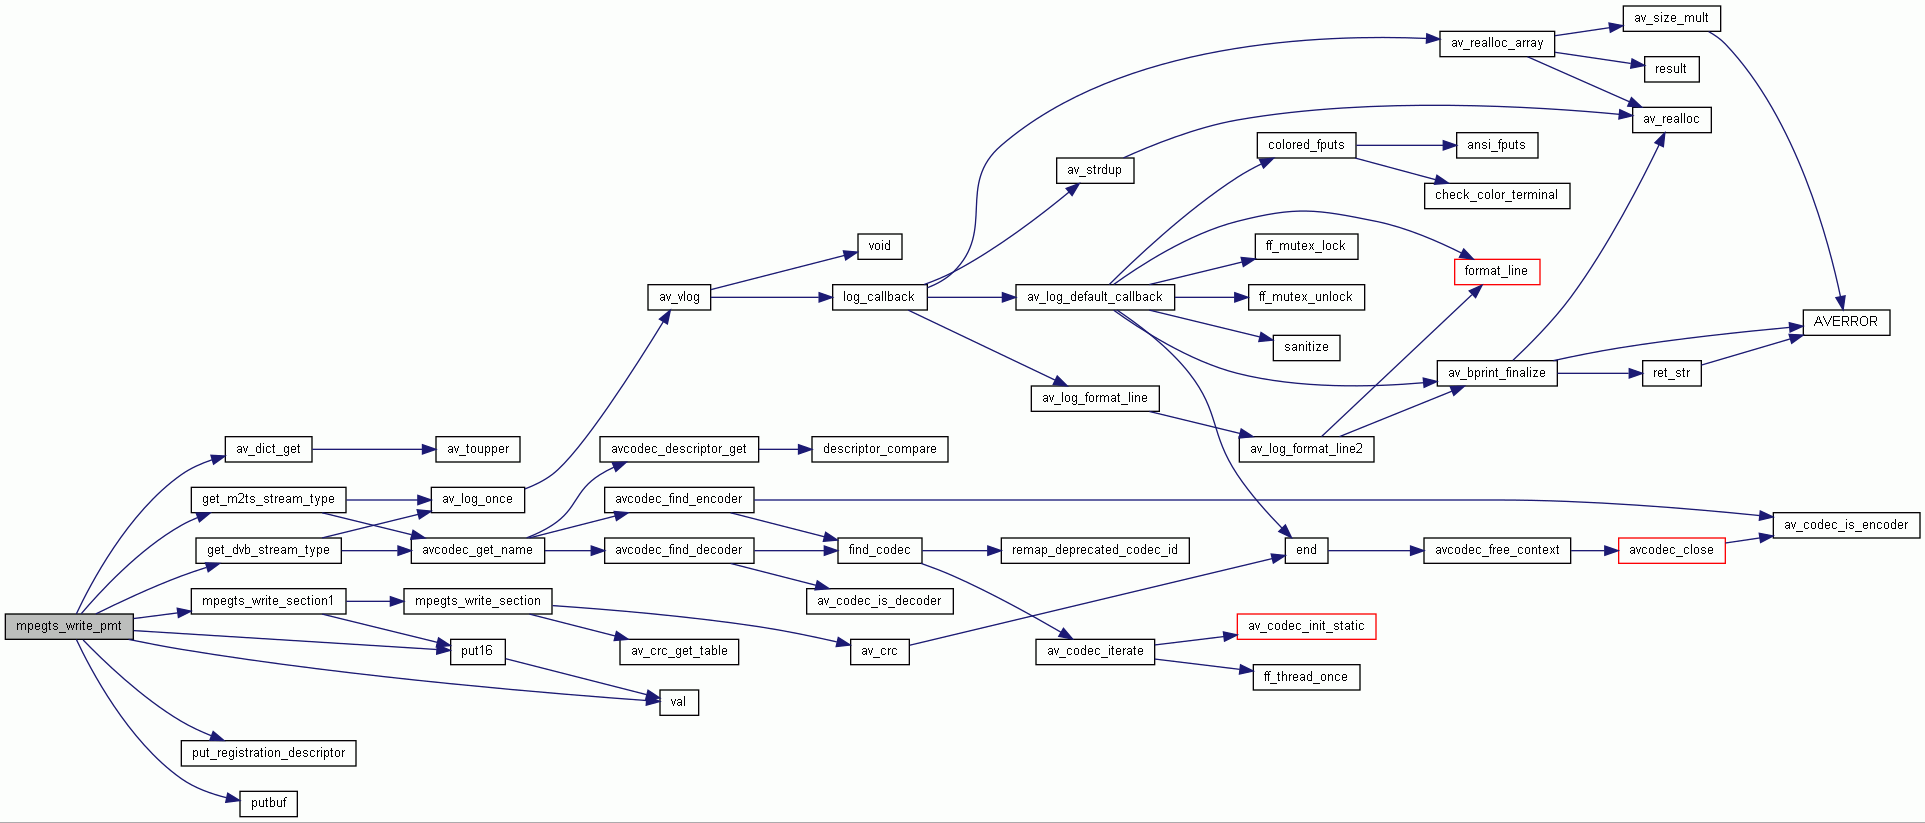 av_size_mult
av_realloc_array
result
av_realloc
colored_fputs
ansi_fputs
av_strdup
check_color_terminal
void
ff_mutex_lock
format_line
av_vlog
log_callback
av_log_default_callback
ff_mutex_unlock
AVERROR
sanitize
av_bprint_finalize
ret_str
av_log_format_line
av_dict_get
av_toupper
avcodec_descriptor_get
descriptor_compare
av_log_format_line2
get_m2ts_stream_type
av_log_once
avcodec_find_encoder
av_codec_is_encoder
get_dvb_stream_type
avcodec_get_name
avcodec_find_decoder
find_codec
remap_deprecated_codec_id
end
avcodec_free_context
avcodec_close
mpegts_write_section1
mpegts_write_section
av_codec_is_decoder
mpegts_write_pmt
av_codec_init_static
put16
av_crc_get_table
av_crc
av_codec_iterate
ff_thread_once
val
put_registration_descriptor
putbuf